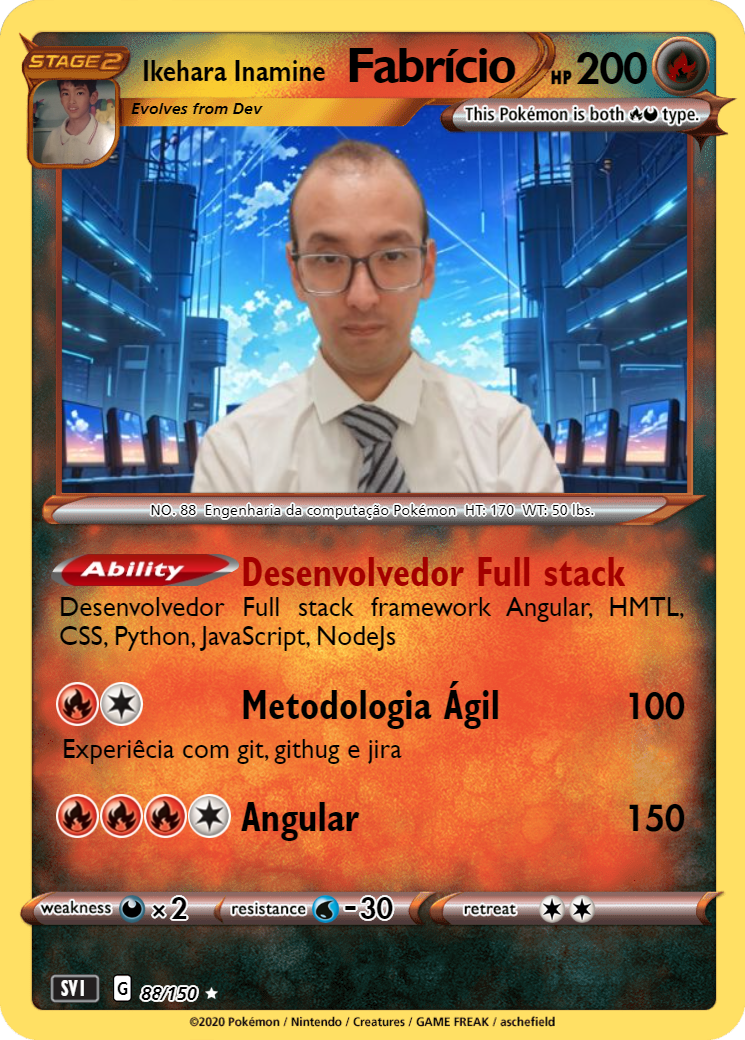 STAGE 2
Ikehara Inamine Fabrício HP 200
Evolves from Dev
This Pokémon is both type.
NO. 88 Engenharia da computação Pokémon HT: 170 WT: 50 lbs.
Ability Desenvolvedor Full stack
Desenvolvedor Full stack framework Angular, HMTL,
CSS, Python, JavaScript, NodeJs
Metodologia Ágil 100
Experiêcia com git, githug e jira
Angular 150
weakness ×2 resistance -30 retreat
SVI G 88/150
©2020 Pokémon / Nintendo / Creatures / GAME FREAK / aschefield